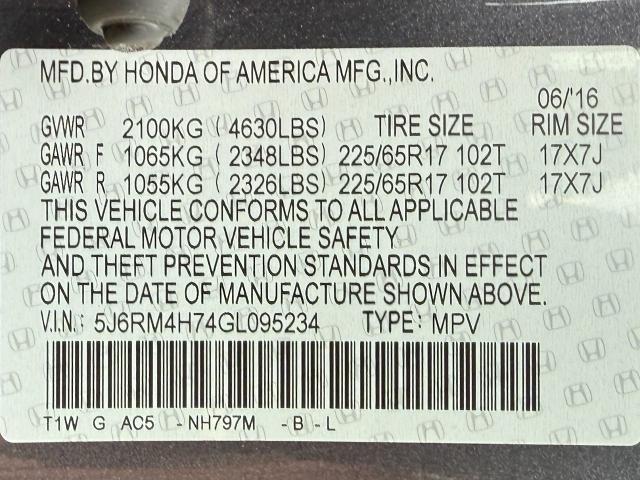 MFD.BY HONDA OF AMERICA MFG.,INC.
06/'16
GVWR 2100KG (4630LBS) TIRE SIZE RIM SIZE
GAWR F 1065KG (2348LBS) 225/65R17 102T 17X7J
GAWR R 1055KG (2326LBS) 225/65R17 102T 17X7J
THIS VEHICLE CONFORMS TO ALL APPLICABLE
FEDERAL MOTOR VEHICLE SAFETY
AND THEFT PREVENTION STANDARDS IN EFFECT
ON THE DATE OF MANUFACTURE SHOWN ABOVE.
V.I.N.: 5J6RM4H74GL095234 TYPE: MPV
T1W G AC5 - NH797M - B - L